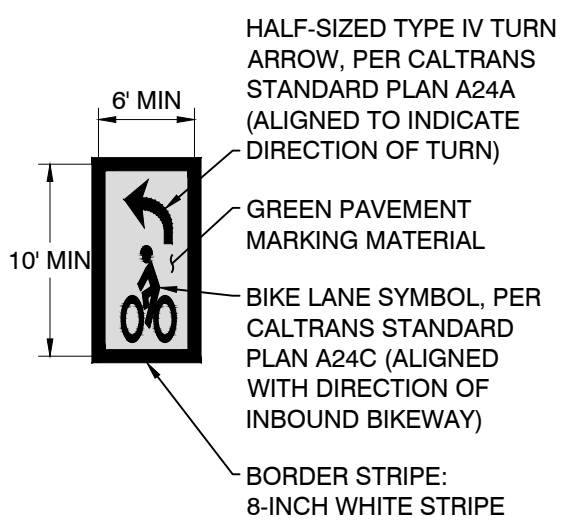 HALF-SIZED TYPE IV TURN
ARROW, PER CALTRANS
STANDARD PLAN A24A
(ALIGNED TO INDICATE
DIRECTION OF TURN)
6' MIN
GREEN PAVEMENT
MARKING MATERIAL
10' MIN
BIKE LANE SYMBOL, PER
CALTRANS STANDARD
PLAN A24C (ALIGNED
WITH DIRECTION OF
INBOUND BIKEWAY)
BORDER STRIPE:
8-INCH WHITE STRIPE